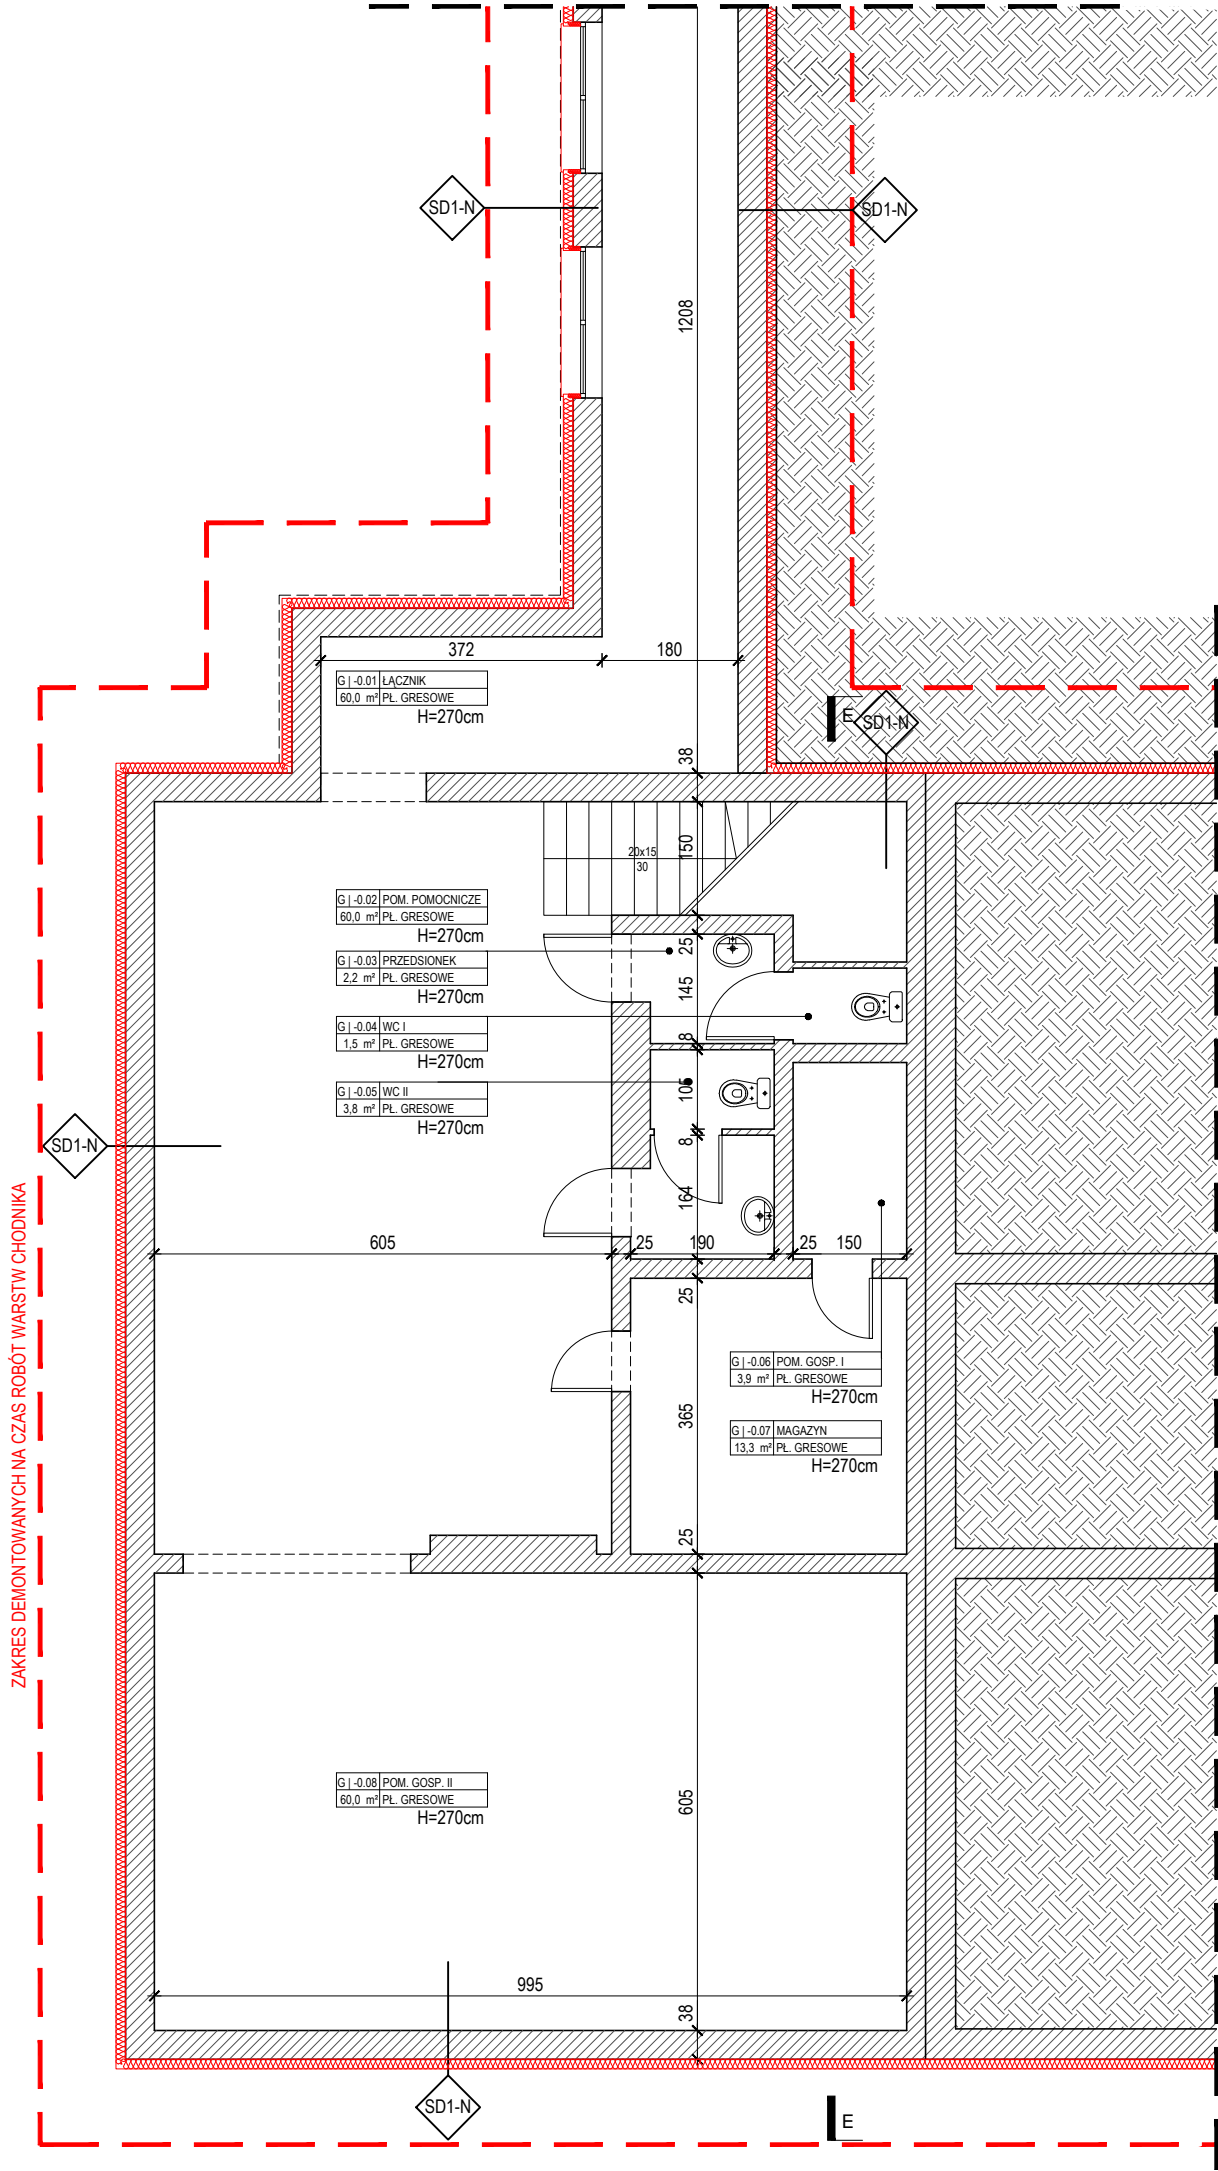 SD1-N
SD1-N
1208
372
180
G | -0.01 ŁĄCZNIK
60,0 m² PŁ. GRESOWE
H=270cm
E
SD1-N
38
150
20x15
30
G | -0.02 POM. POMOCNICZE
60,0 m² PŁ. GRESOWE
H=270cm
25
G | -0.03 PRZEDSIONEK
2,2 m² PŁ. GRESOWE
H=270cm
145
G | -0.04 WC I
1,5 m² PŁ. GRESOWE
H=270cm
8
G | -0.05 WC II
3,8 m² PŁ. GRESOWE
H=270cm
105
8
SD1-N
164
605
25
190
25
150
25
ZAKRES DEMONTOWANYCH NA CZAS ROBÓT WARSTW CHODNIKA
G | -0.06 POM. GOSP. I
3,9 m² PŁ. GRESOWE
H=270cm
365
G | -0.07 MAGAZYN
13,3 m² PŁ. GRESOWE
H=270cm
25
G | -0.08 POM. GOSP. II
60,0 m² PŁ. GRESOWE
H=270cm
605
995
38
SD1-N
E